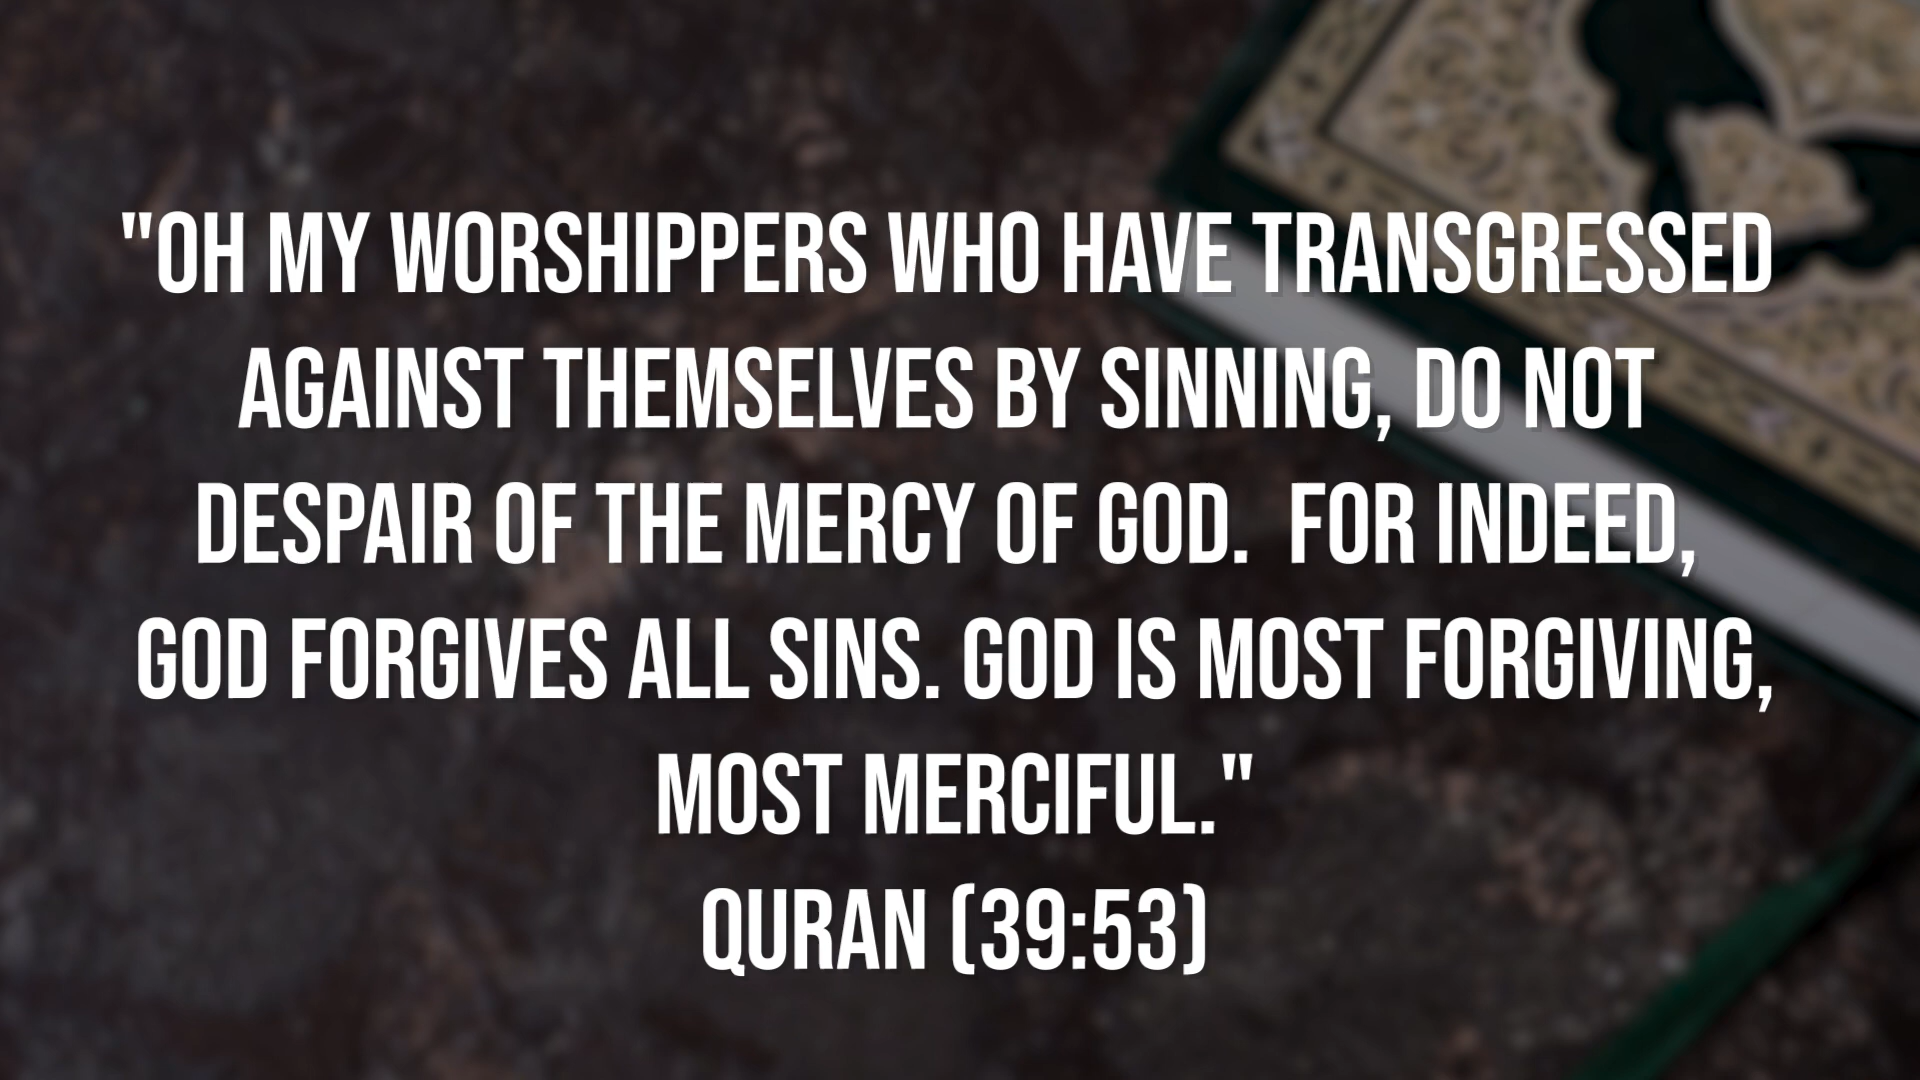 "OH MY WORSHIPPERS WHO HAVE TRANSGRESSED
AGAINST THEMSELVES BY SINNING, DO NOT
DESPAIR OF THE MERCY OF GOD.  FOR INDEED,
GOD FORGIVES ALL SINS. GOD IS MOST FORGIVING,
MOST MERCIFUL."
QURAN (39:53)